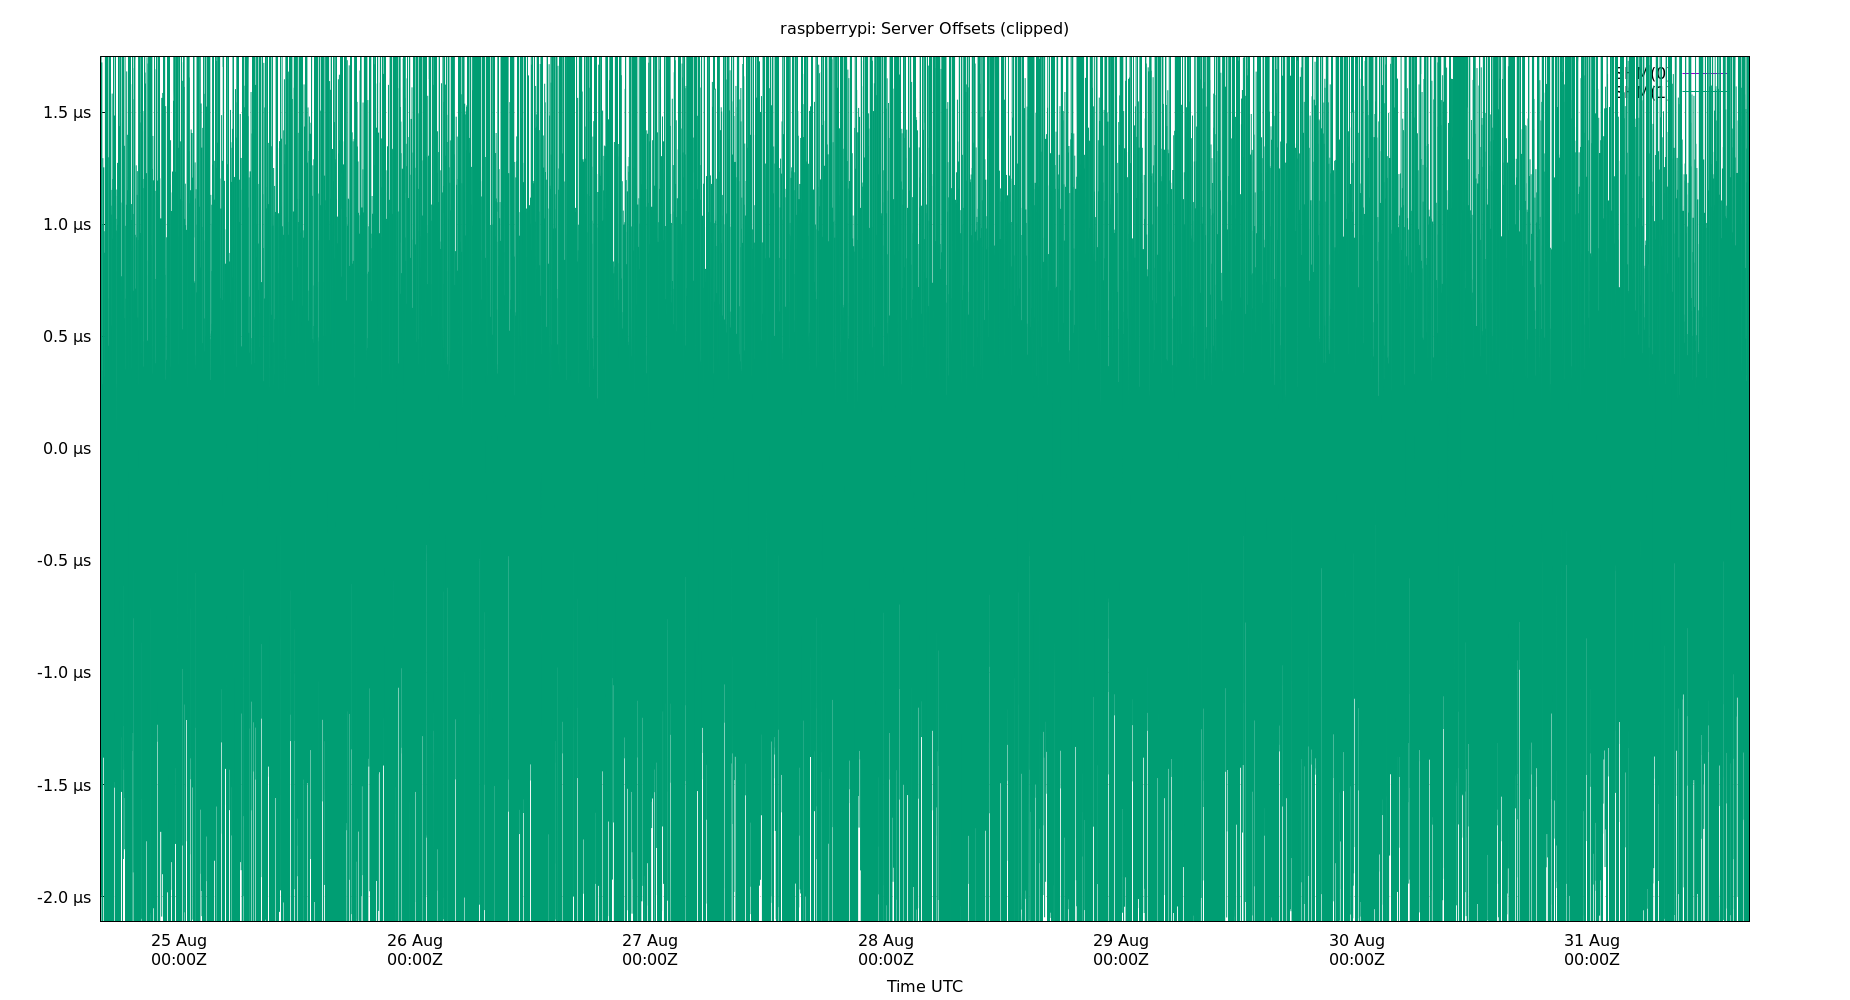 raspberrypi: Server Offsets (clipped)
1.5 µs
1.0 µs
0.5 µs
0.0 µs
-0.5 µs
-1.0 µs
-1.5 µs
-2.0 µs
25 Aug
00:00Z
26 Aug
00:00Z
27 Aug
00:00Z
28 Aug
00:00Z
29 Aug
00:00Z
30 Aug
00:00Z
31 Aug
00:00Z
Time UTC